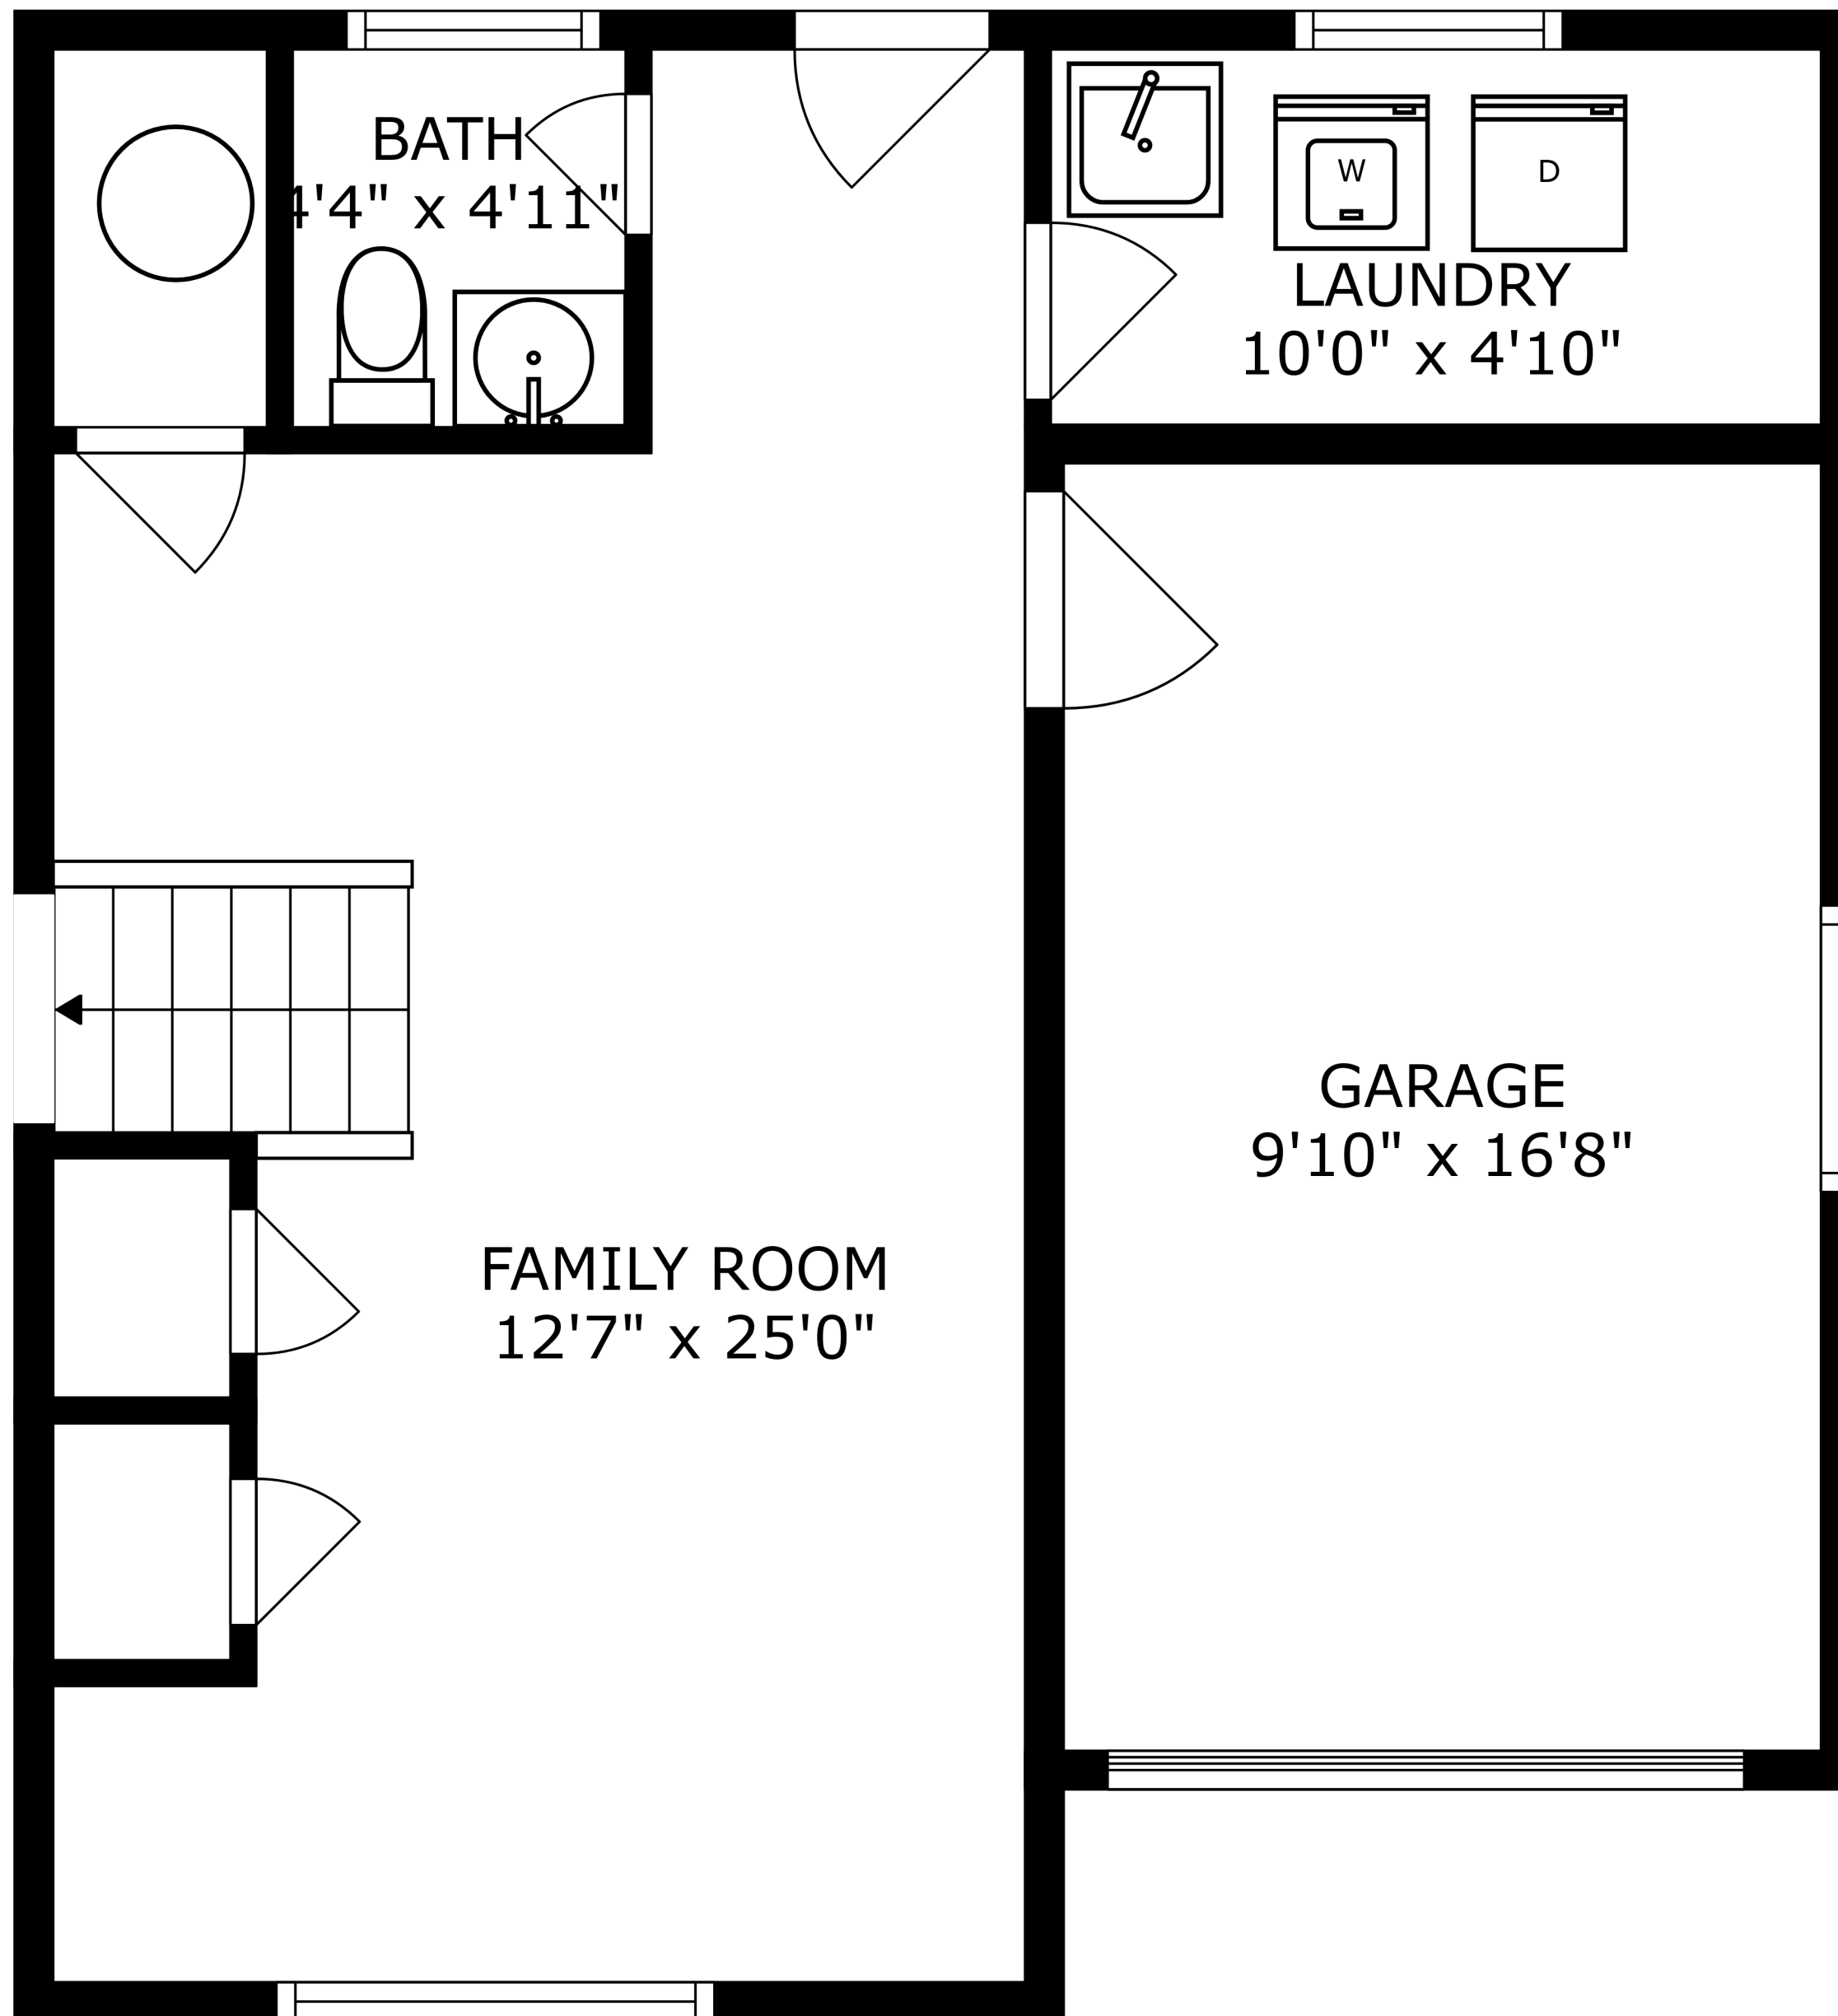 BATH
4'4" x 4'11"
W
D
LAUNDRY
10'0" x 4'10"
GARAGE
9'10" x 16'8"
FAMILY ROOM
12'7" x 25'0"